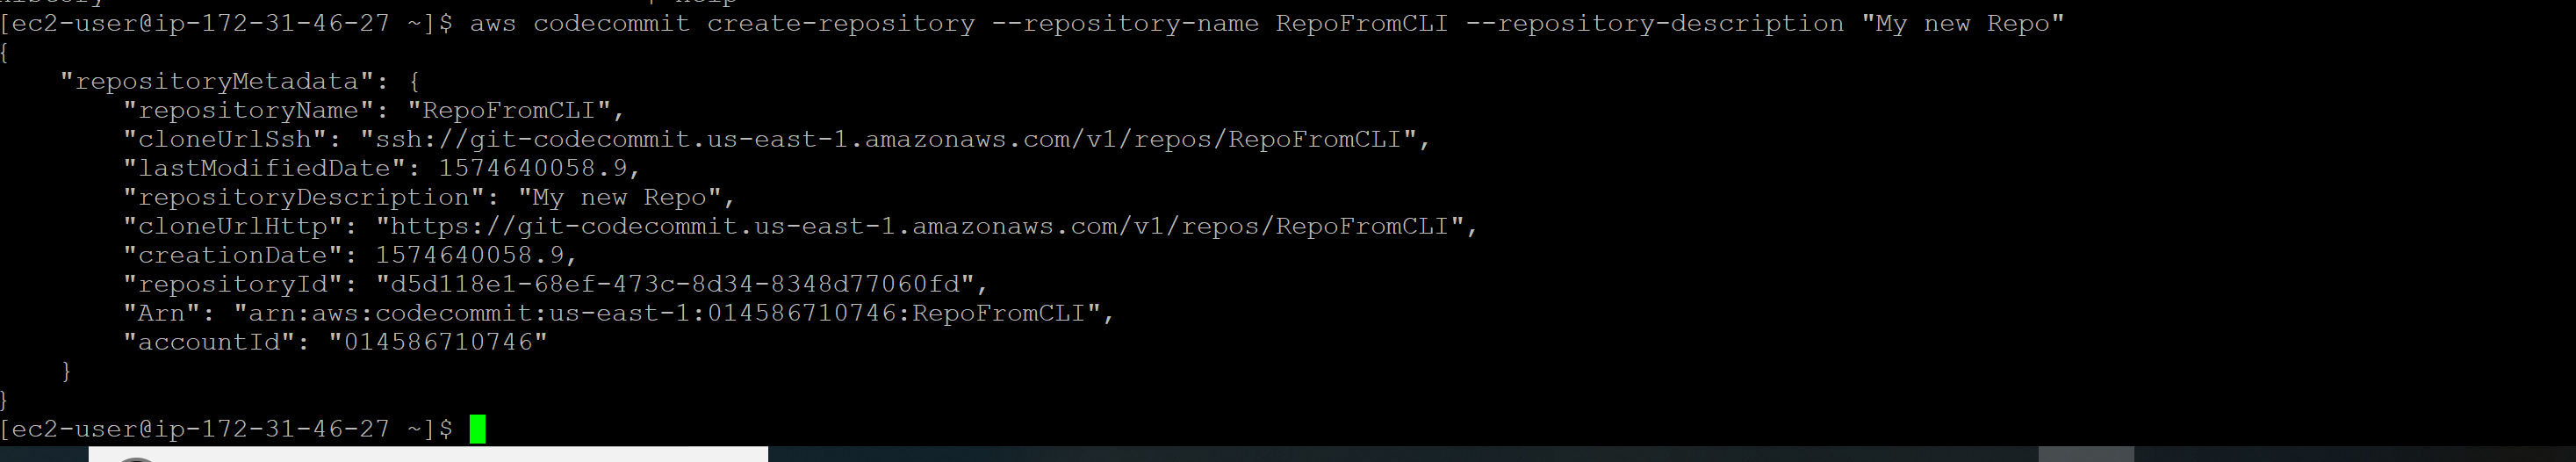 [ec2-user@ip-172-31-46-27 ~]$ aws codecommit create-repository --repository-name RepoFromCLI --repository-description "My new Repo"
{
    "repositoryMetadata": {
        "repositoryName": "RepoFromCLI",
        "cloneUrlSsh": "ssh://git-codecommit.us-east-1.amazonaws.com/v1/repos/RepoFromCLI",
        "lastModifiedDate": 1574640058.9,
        "repositoryDescription": "My new Repo",
        "cloneUrlHttp": "https://git-codecommit.us-east-1.amazonaws.com/v1/repos/RepoFromCLI",
        "creationDate": 1574640058.9,
        "repositoryId": "d5d118e1-68ef-473c-8d34-8348d77060fd",
        "Arn": "arn:aws:codecommit:us-east-1:014586710746:RepoFromCLI",
        "accountId": "014586710746"
    }
}
[ec2-user@ip-172-31-46-27 ~]$